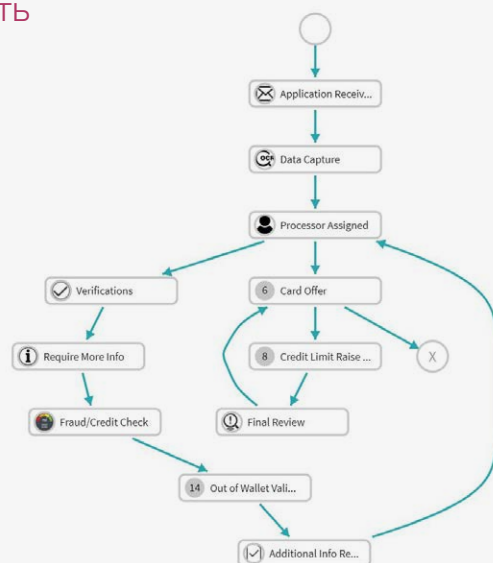 ТЬ
Application Receiv...
OCR Data Capture
Processor Assigned
Verifications
6 Card Offer
i Require More Info
8 Credit Limit Raise ...
X
Fraud/Credit Check
Final Review
14 Out of Wallet Vali...
Additional Info Re...